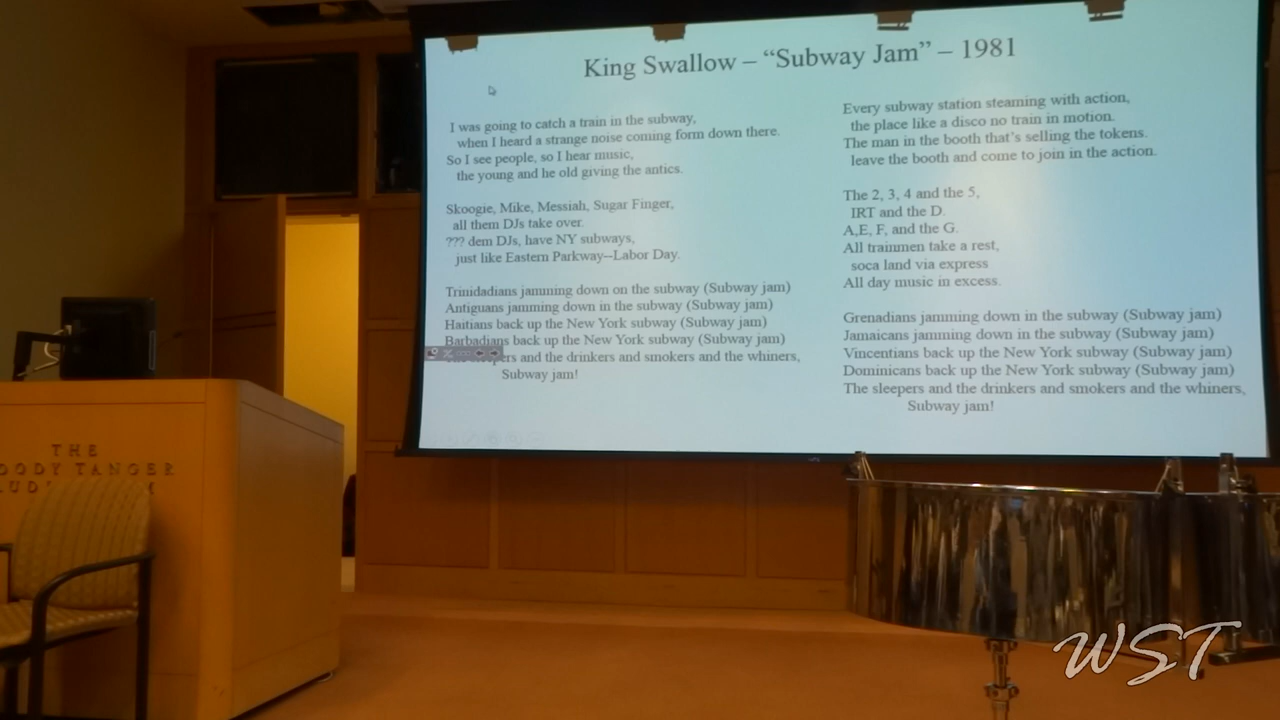 King Swallow – “Subway Jam” – 1981
I was going to catch a train in the subway,
when I heard a strange noise coming form down there.
So I see people, so I hear music,
the young and he old giving the antics.
Skoogie, Mike, Messiah, Sugar Finger,
all them DJs take over.
??? dem DJs, have NY subways,
just like Eastern Parkway--Labor Day.
Trinidadians jamming down on the subway (Subway jam)
Antiguans jamming down in the subway (Subway jam)
Haitians back up the New York subway (Subway jam)
Barbadians back up the New York subway (Subway jam)
and the drinkers and smokers and the whiners,
Subway jam!
Every subway station steaming with action,
the place like a disco no train in motion.
The man in the booth that’s selling the tokens.
leave the booth and come to join in the action.
The 2, 3, 4 and the 5,
IRT and the D.
A,E, F, and the G.
All trainmen take a rest,
soca land via express
All day music in excess.
Grenadians jamming down in the subway (Subway jam)
Jamaicans jamming down in the subway (Subway jam)
Vincentians back up the New York subway (Subway jam)
Dominicans back up the New York subway (Subway jam)
The sleepers and the drinkers and smokers and the whiners,
Subway jam!
THE
TANGER
WST